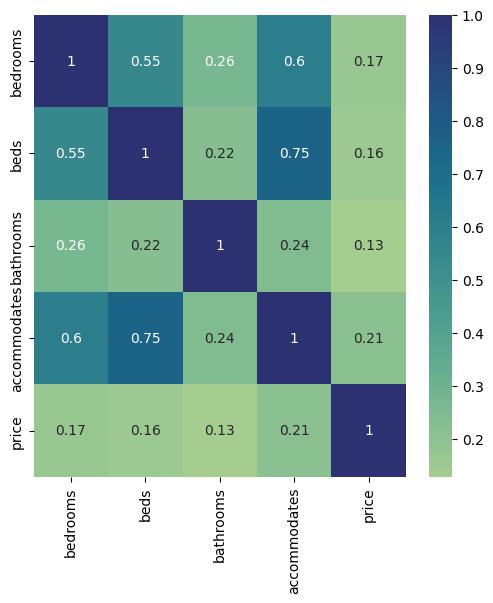 bedrooms 1 0.55 0.26 0.6 0.17
beds 0.55 1 0.22 0.75 0.16
bathrooms 0.26 0.22 1 0.24 0.13
accommodates 0.6 0.75 0.24 1 0.21
price 0.17 0.16 0.13 0.21 1
bedrooms beds bathrooms accommodates price
1.0
0.9
0.8
0.7
0.6
0.5
0.4
0.3
0.2